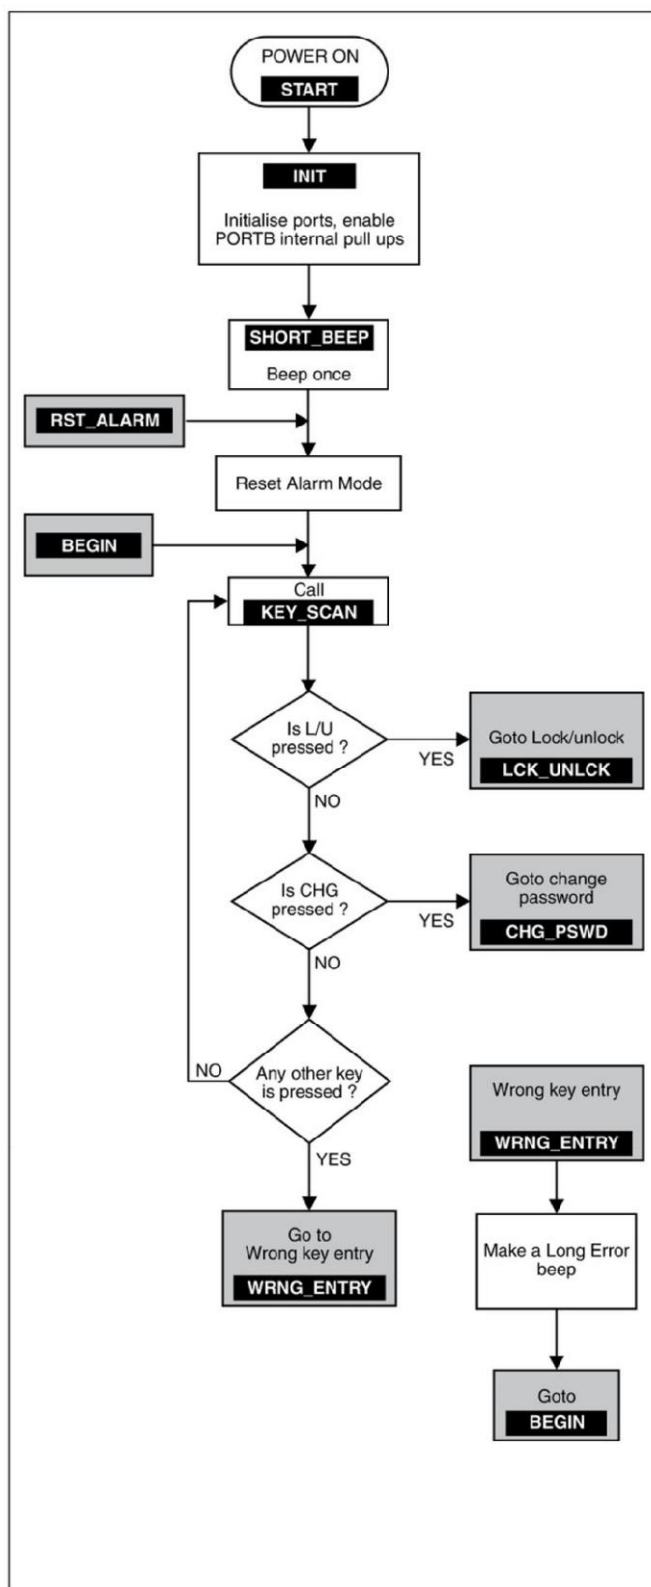 POWER ON
START
INIT
Initialise ports, enable
PORTB internal pull ups
SHORT_BEEP
Beep once
RST_ALARM
Reset Alarm Mode
BEGIN
Call
KEY_SCAN
Is L/U
pressed ?
YES
Goto Lock/unlock
LCK_UNLCK
NO
Is CHG
pressed ?
YES
Goto change
password
CHG_PSWD
NO
Any other key
is pressed ?
NO
YES
Go to
Wrong key entry
WRNG_ENTRY
Wrong key entry
WRNG_ENTRY
Make a Long Error
beep
Goto
BEGIN